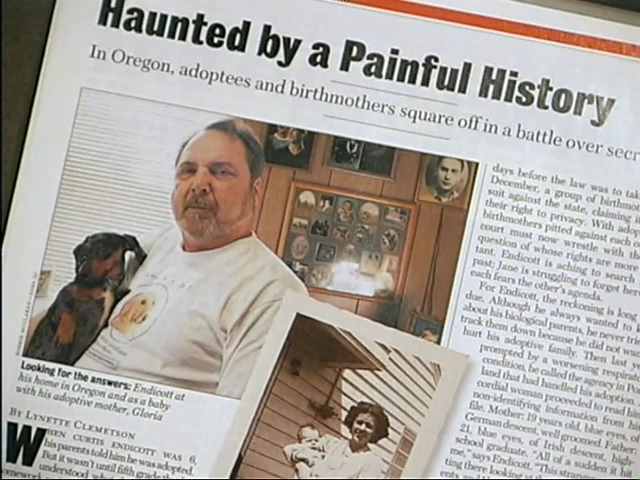 Haunted by a Painful History
In Oregon, adoptees and birthmothers square off in a battle over secr
Looking for the answers: Endicott at
his home in Oregon and as a baby
with his adoptive mother, Gloria
BY LYNETTE CLEMETSON
WHEN CURTIS ENDICOTT WAS 6,
his parents told him he was adopted.
But it wasn't until fifth grade th
understood what
days before the law was to tak
December, a group of birthmot
suit against the state, claiming
their right to privacy. With adop
birthmothers pitted against each
court must now wrestle with the
question of whose rights are mor
tant. Endicott is aching to search
past; Jane is struggling to forget her
each fears the other's agenda.
For Endicott, the reckoning is long
due. Although he always wanted to
about his biological parents, he never trie
track them down because he did not wa
hurt his adoptive family. Then last y
prompted by a worsening resp
condition, he called the agency in P
land that had handled his adoption.
cordial woman proceeded to read hi
non-identifying information from his
file. Mother: 19 years old, blue eyes, of
German descent, well groomed. Father:
21, blue eyes, of Irish descent, high-
school graduate. "All of a sudden it hit
me," says Endicott. "This strange
ting there looking at